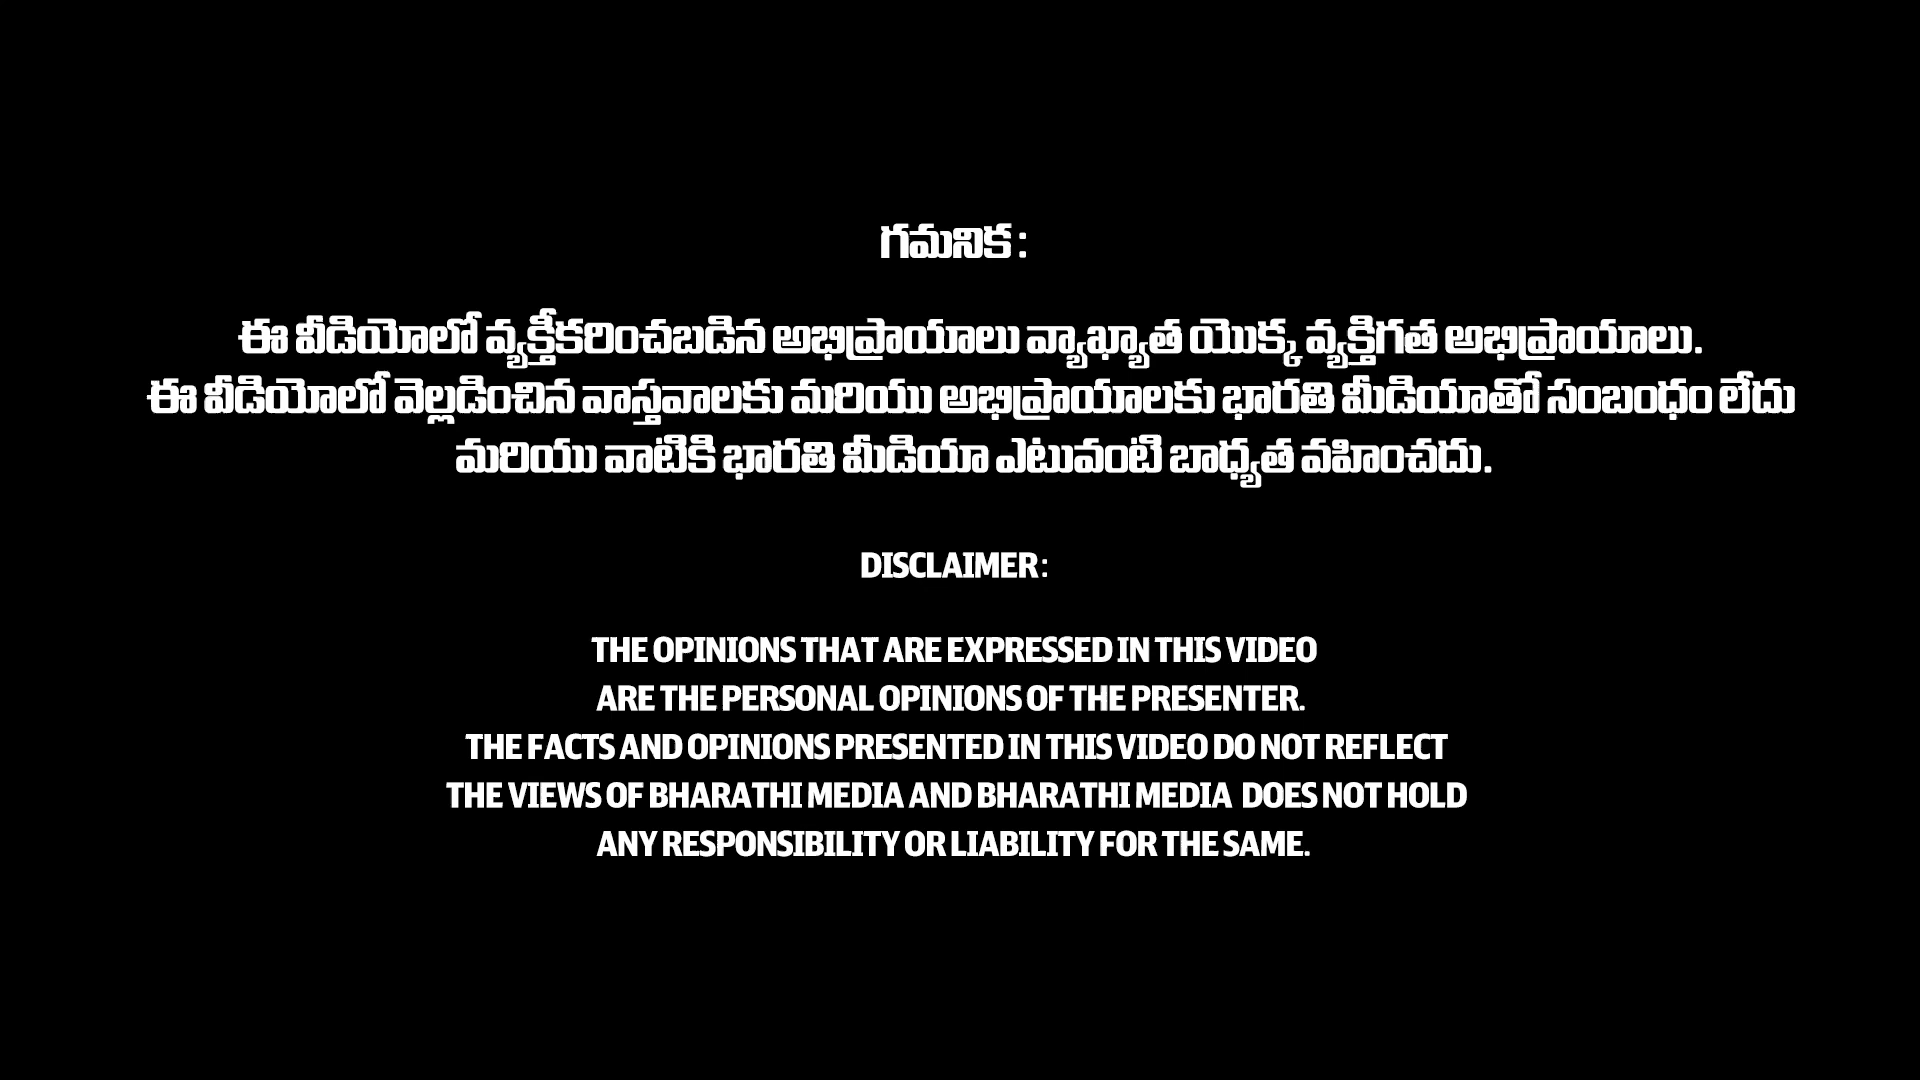 గమనిక:
ఈ వీడియోలో వ్యక్తీకరించబడిన అభిప్రాయాలు వ్యాఖ్యాత యొక్క వ్యక్తిగత అభిప్రాయాలు.
ఈ వీడియోలో వెల్లడించిన వాస్తవాలకు మరియు అభిప్రాయాలకు భారతి మీడియాతో సంబంధం లేదు
మరియు వాటికి భారతి మీడియా ఎటువంటి బాధ్యత వహించదు.
DISCLAIMER:
THE OPINIONS THAT ARE EXPRESSED IN THIS VIDEO
ARE THE PERSONAL OPINIONS OF THE PRESENTER.
THE FACTS AND OPINIONS PRESENTED IN THIS VIDEO DO NOT REFLECT
THE VIEWS OF BHARATHI MEDIA AND BHARATHI MEDIA DOES NOT HOLD
ANY RESPONSIBILITY OR LIABILITY FOR THE SAME.